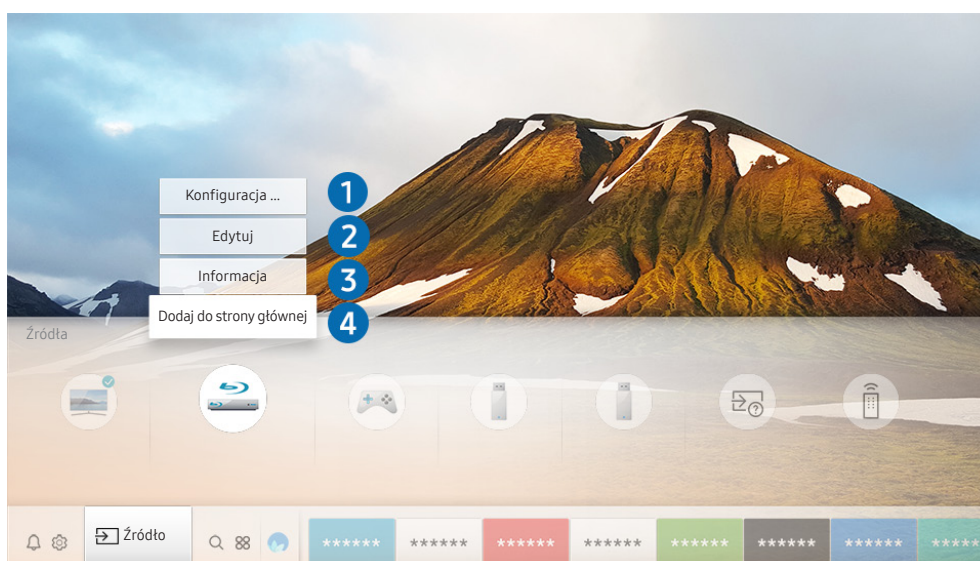 Konfiguracja ...
1
Edytuj
2
Informacja
3
Dodaj do strony głównej
4
Źródła
Źródło
****** ****** ****** ****** ****** ****** ****** *****